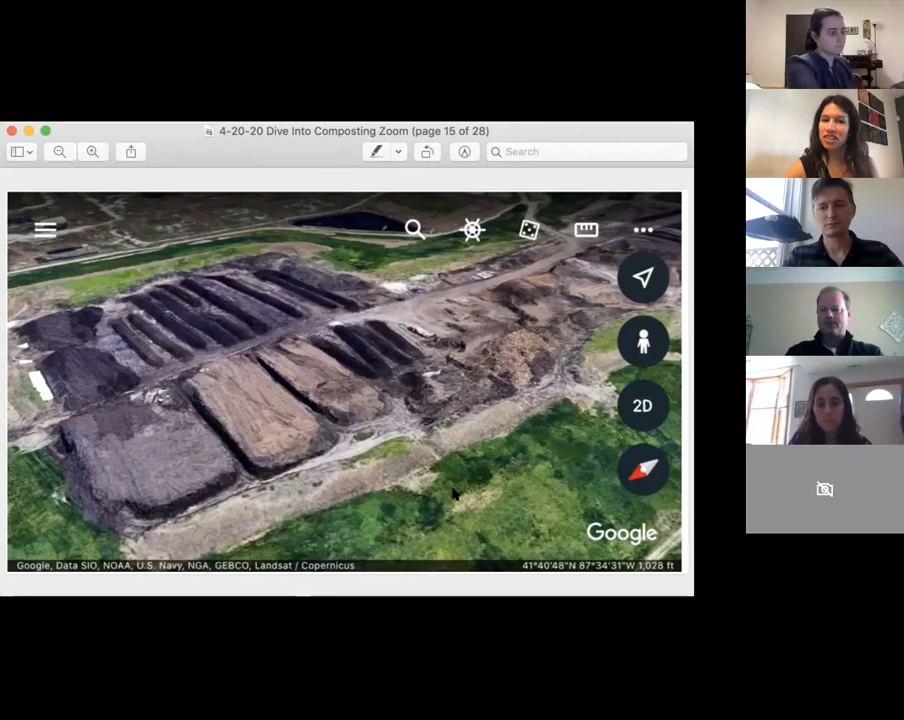 4-20-20 Dive Into Composting Zoom (page 15 of 28)
Search
2D
Google
Google, Data SIO, NOAA, U.S. Navy, NGA, GEBCO, Landsat / Copernicus
41°40'48"N 87°34'31"W 1,028 ft